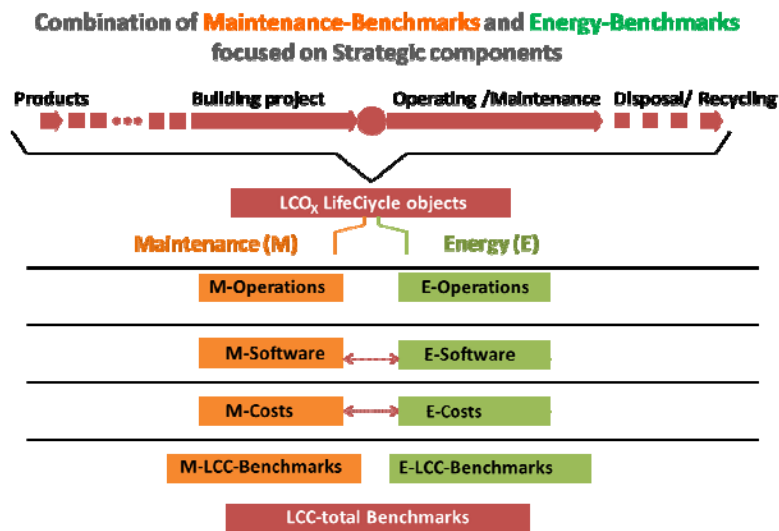 Combination of Maintenance-Benchmarks and Energy-Benchmarks
focused on Strategic components
Products Building project Operating /Maintenance Disposal/ Recycling
LCOX LifeCiycle objects
Maintenance (M) Energy (E)
M-Operations E-Operations
M-Software E-Software
M-Costs E-Costs
M-LCC-Benchmarks E-LCC-Benchmarks
LCC-total Benchmarks